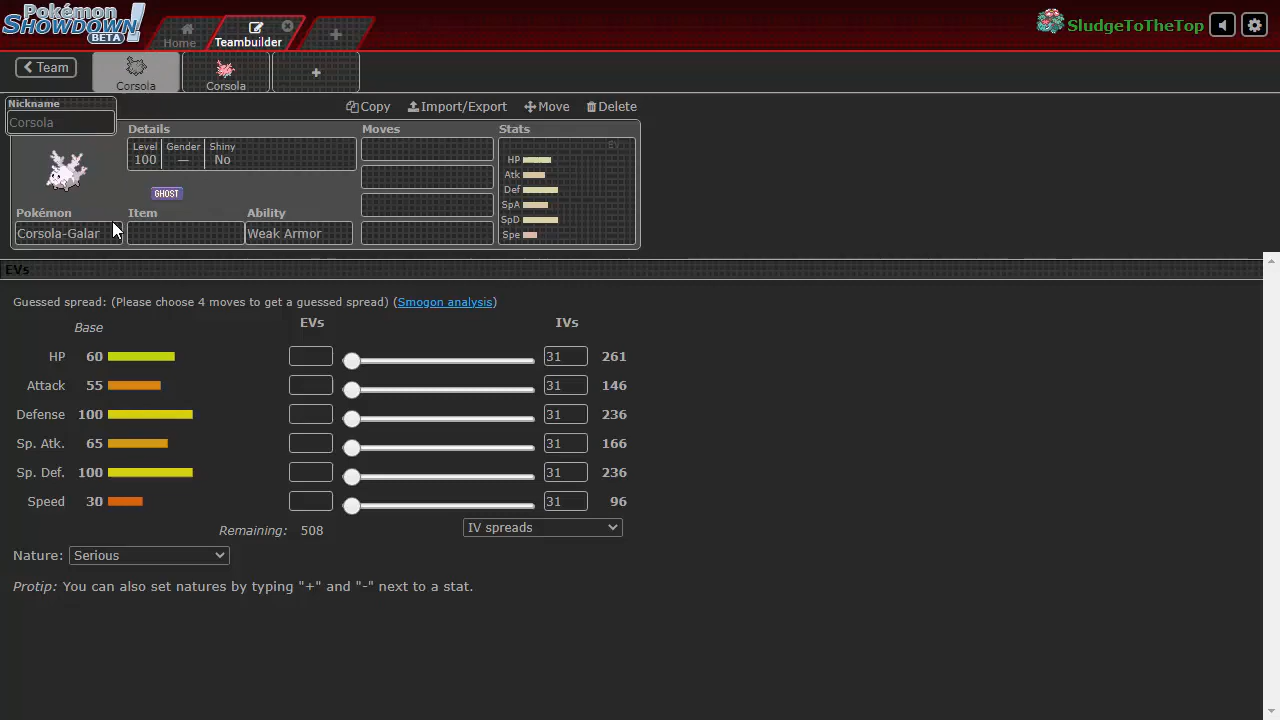 Pokémon
SHOWDOWN!
BETA
Home
Teambuilder
+
SludgeToTheTop
< Team
Corsola
Corsola
+
Nickname
Corsola
Copy Import/Export Move Delete
Details
Moves
Stats
Level Gender Shiny
100 — No
EV
HP
Atk
Def
SpA
SpD
Spe
GHOST
Pokémon Item Ability
Corsola-Galar
Weak Armor
EVs
Guessed spread: (Please choose 4 moves to get a guessed spread) (Smogon analysis)
Base EVs IVs
HP 60 31 261
Attack 55 31 146
Defense 100 31 236
Sp. Atk. 65 31 166
Sp. Def. 100 31 236
Speed 30 31 96
Remaining: 508 IV spreads
Nature: Serious
Protip: You can also set natures by typing "+" and "-" next to a stat.